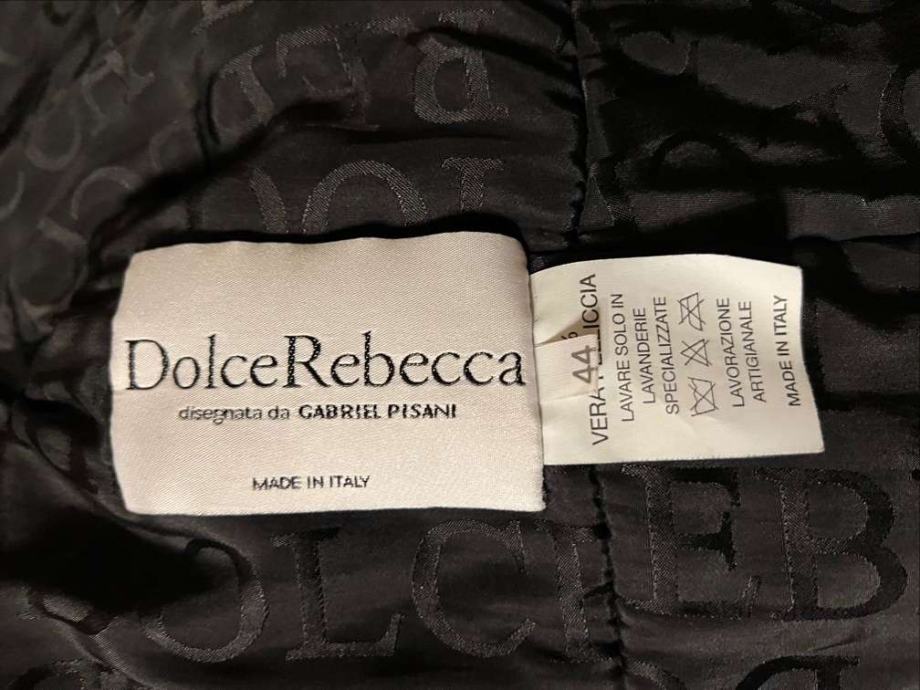 DolceRebecca
disegnata da GABRIEL PISANI
MADE IN ITALY
VERA
44
LAVARE SOLO IN
LAVANDERIE
SPECIALIZZATE
LAVORAZIONE
ARTIGIANALE
MADE IN ITALY